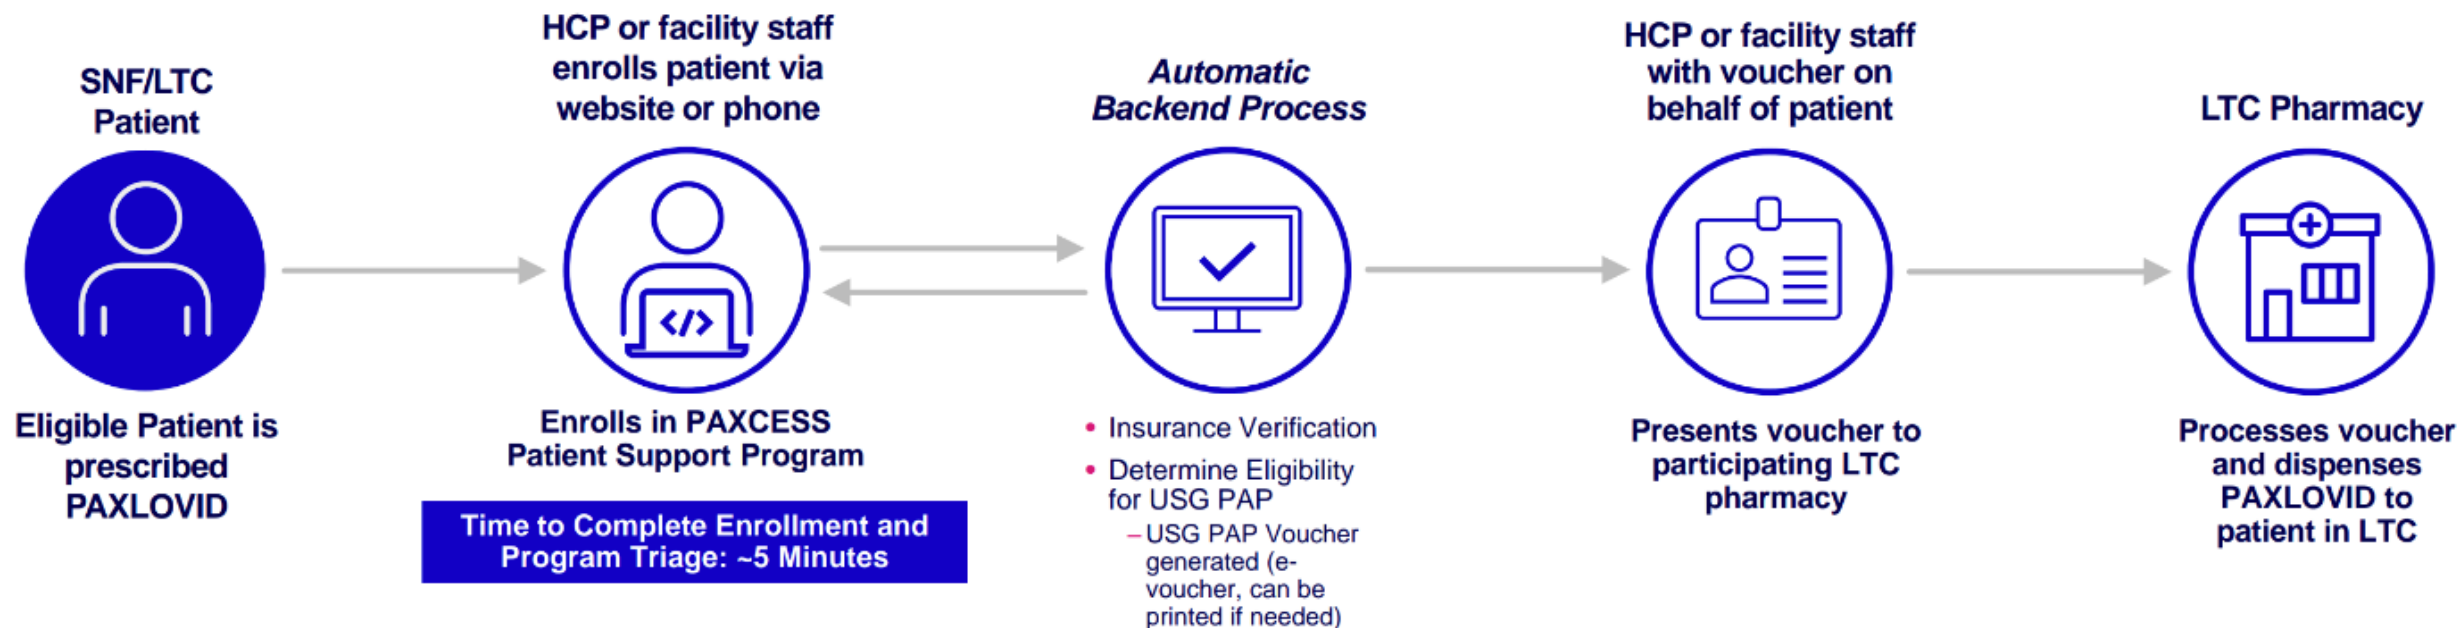 SNF/LTC
Patient
Eligible Patient is
prescribed
PAXLOVID
HCP or facility staff
enrolls patient via
website or phone
</>
Enrolls in PAXCESS
Patient Support Program
Time to Complete Enrollment and
Program Triage: ~5 Minutes
Automatic
Backend Process
• Insurance Verification
• Determine Eligibility
for USG PAP
– USG PAP Voucher
generated (e-
voucher, can be
printed if needed)
HCP or facility staff
with voucher on
behalf of patient
Presents voucher to
participating LTC
pharmacy
LTC Pharmacy
Processes voucher
and dispenses
PAXLOVID to
patient in LTC